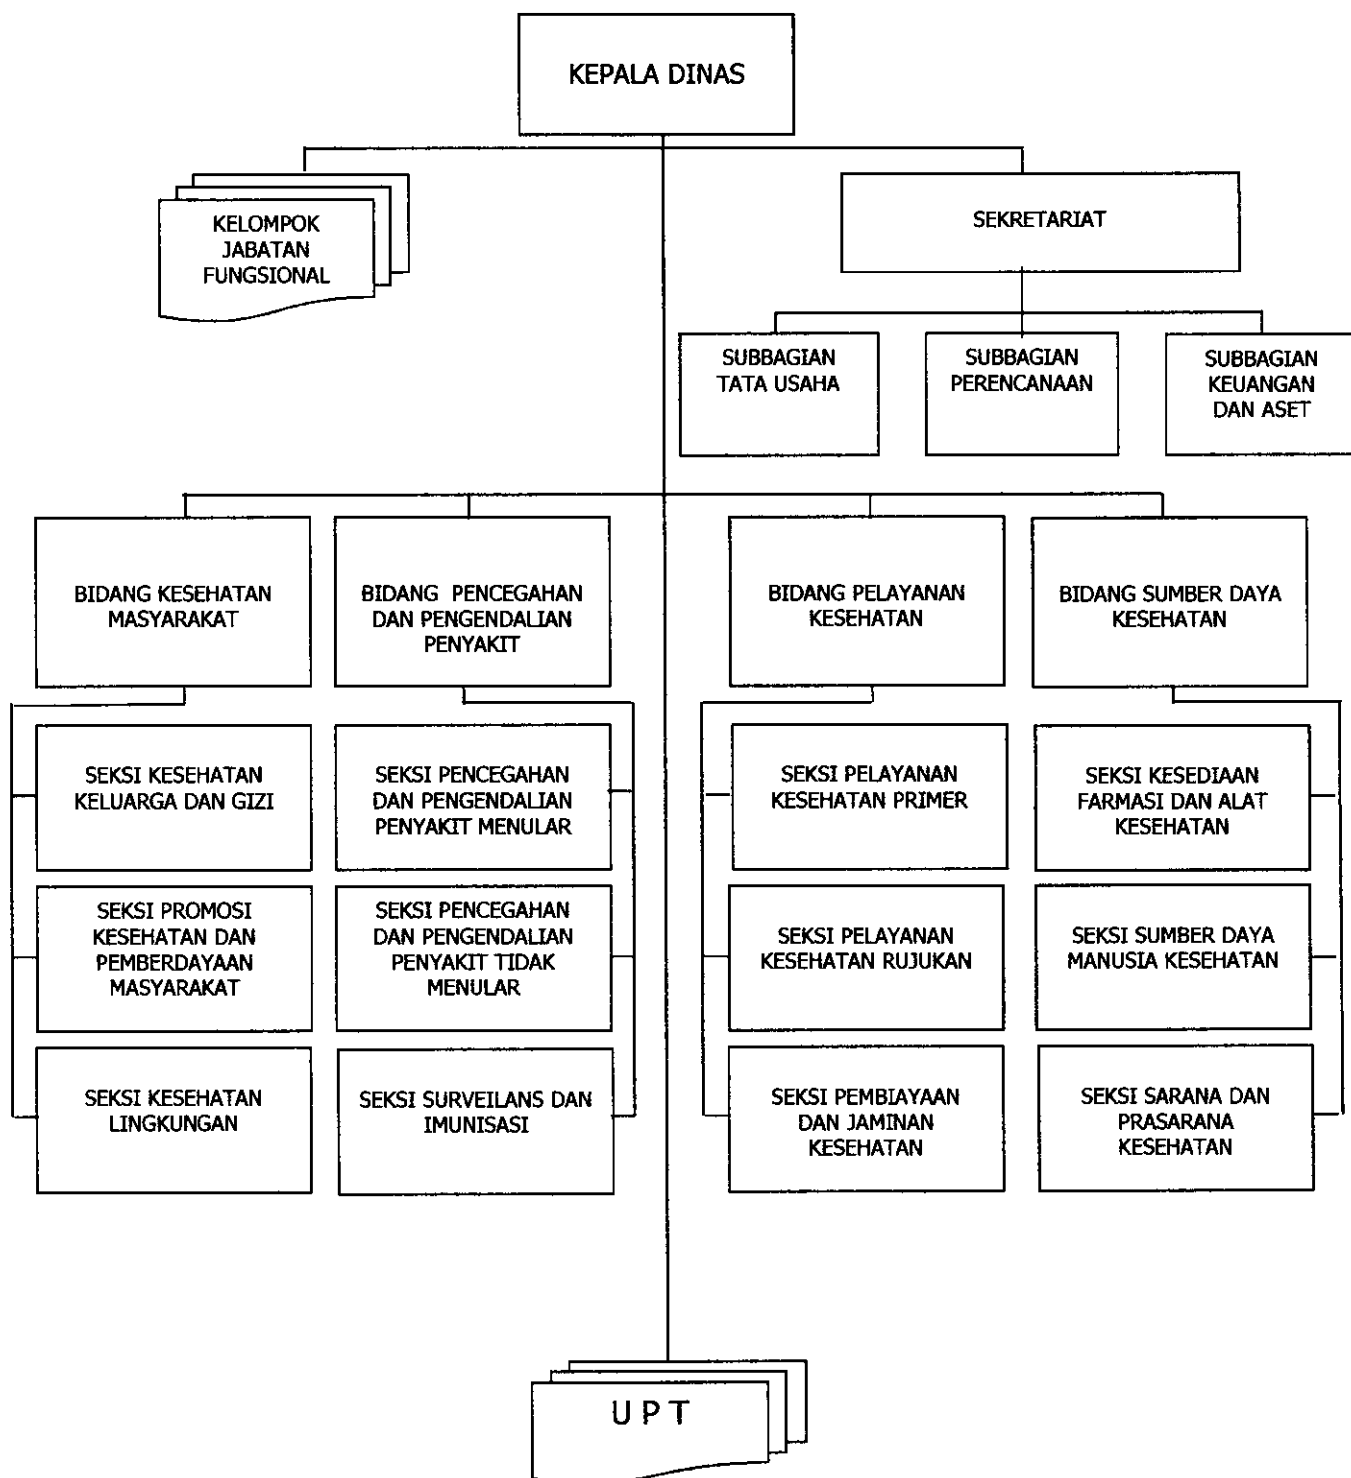 KEPALA DINAS
KELOMPOK
JABATAN
FUNGSIONAL
SEKRETARIAT
SUBBAGIAN
TATA USAHA
SUBBAGIAN
PERENCANAAN
SUBBAGIAN
KEUANGAN
DAN ASET
BIDANG KESEHATAN
MASYARAKAT
BIDANG PENCEGAHAN
DAN PENGENDALIAN
PENYAKIT
BIDANG PELAYANAN
KESEHATAN
BIDANG SUMBER DAYA
KESEHATAN
SEKSI KESEHATAN
KELUARGA DAN GIZI
SEKSI PENCEGAHAN
DAN PENGENDALIAN
PENYAKIT MENULAR
SEKSI PELAYANAN
KESEHATAN PRIMER
SEKSI KESEDIAAN
FARMASI DAN ALAT
KESEHATAN
SEKSI PROMOSI
KESEHATAN DAN
PEMBERDAYAAN
MASYARAKAT
SEKSI PENCEGAHAN
DAN PENGENDALIAN
PENYAKIT TIDAK
MENULAR
SEKSI PELAYANAN
KESEHATAN RUJUKAN
SEKSI SUMBER DAYA
MANUSIA KESEHATAN
SEKSI KESEHATAN
LINGKUNGAN
SEKSI SURVEILANS DAN
IMUNISASI
SEKSI PEMBIAYAAN
DAN JAMINAN
KESEHATAN
SEKSI SARANA DAN
PRASARANA
KESEHATAN
U P T